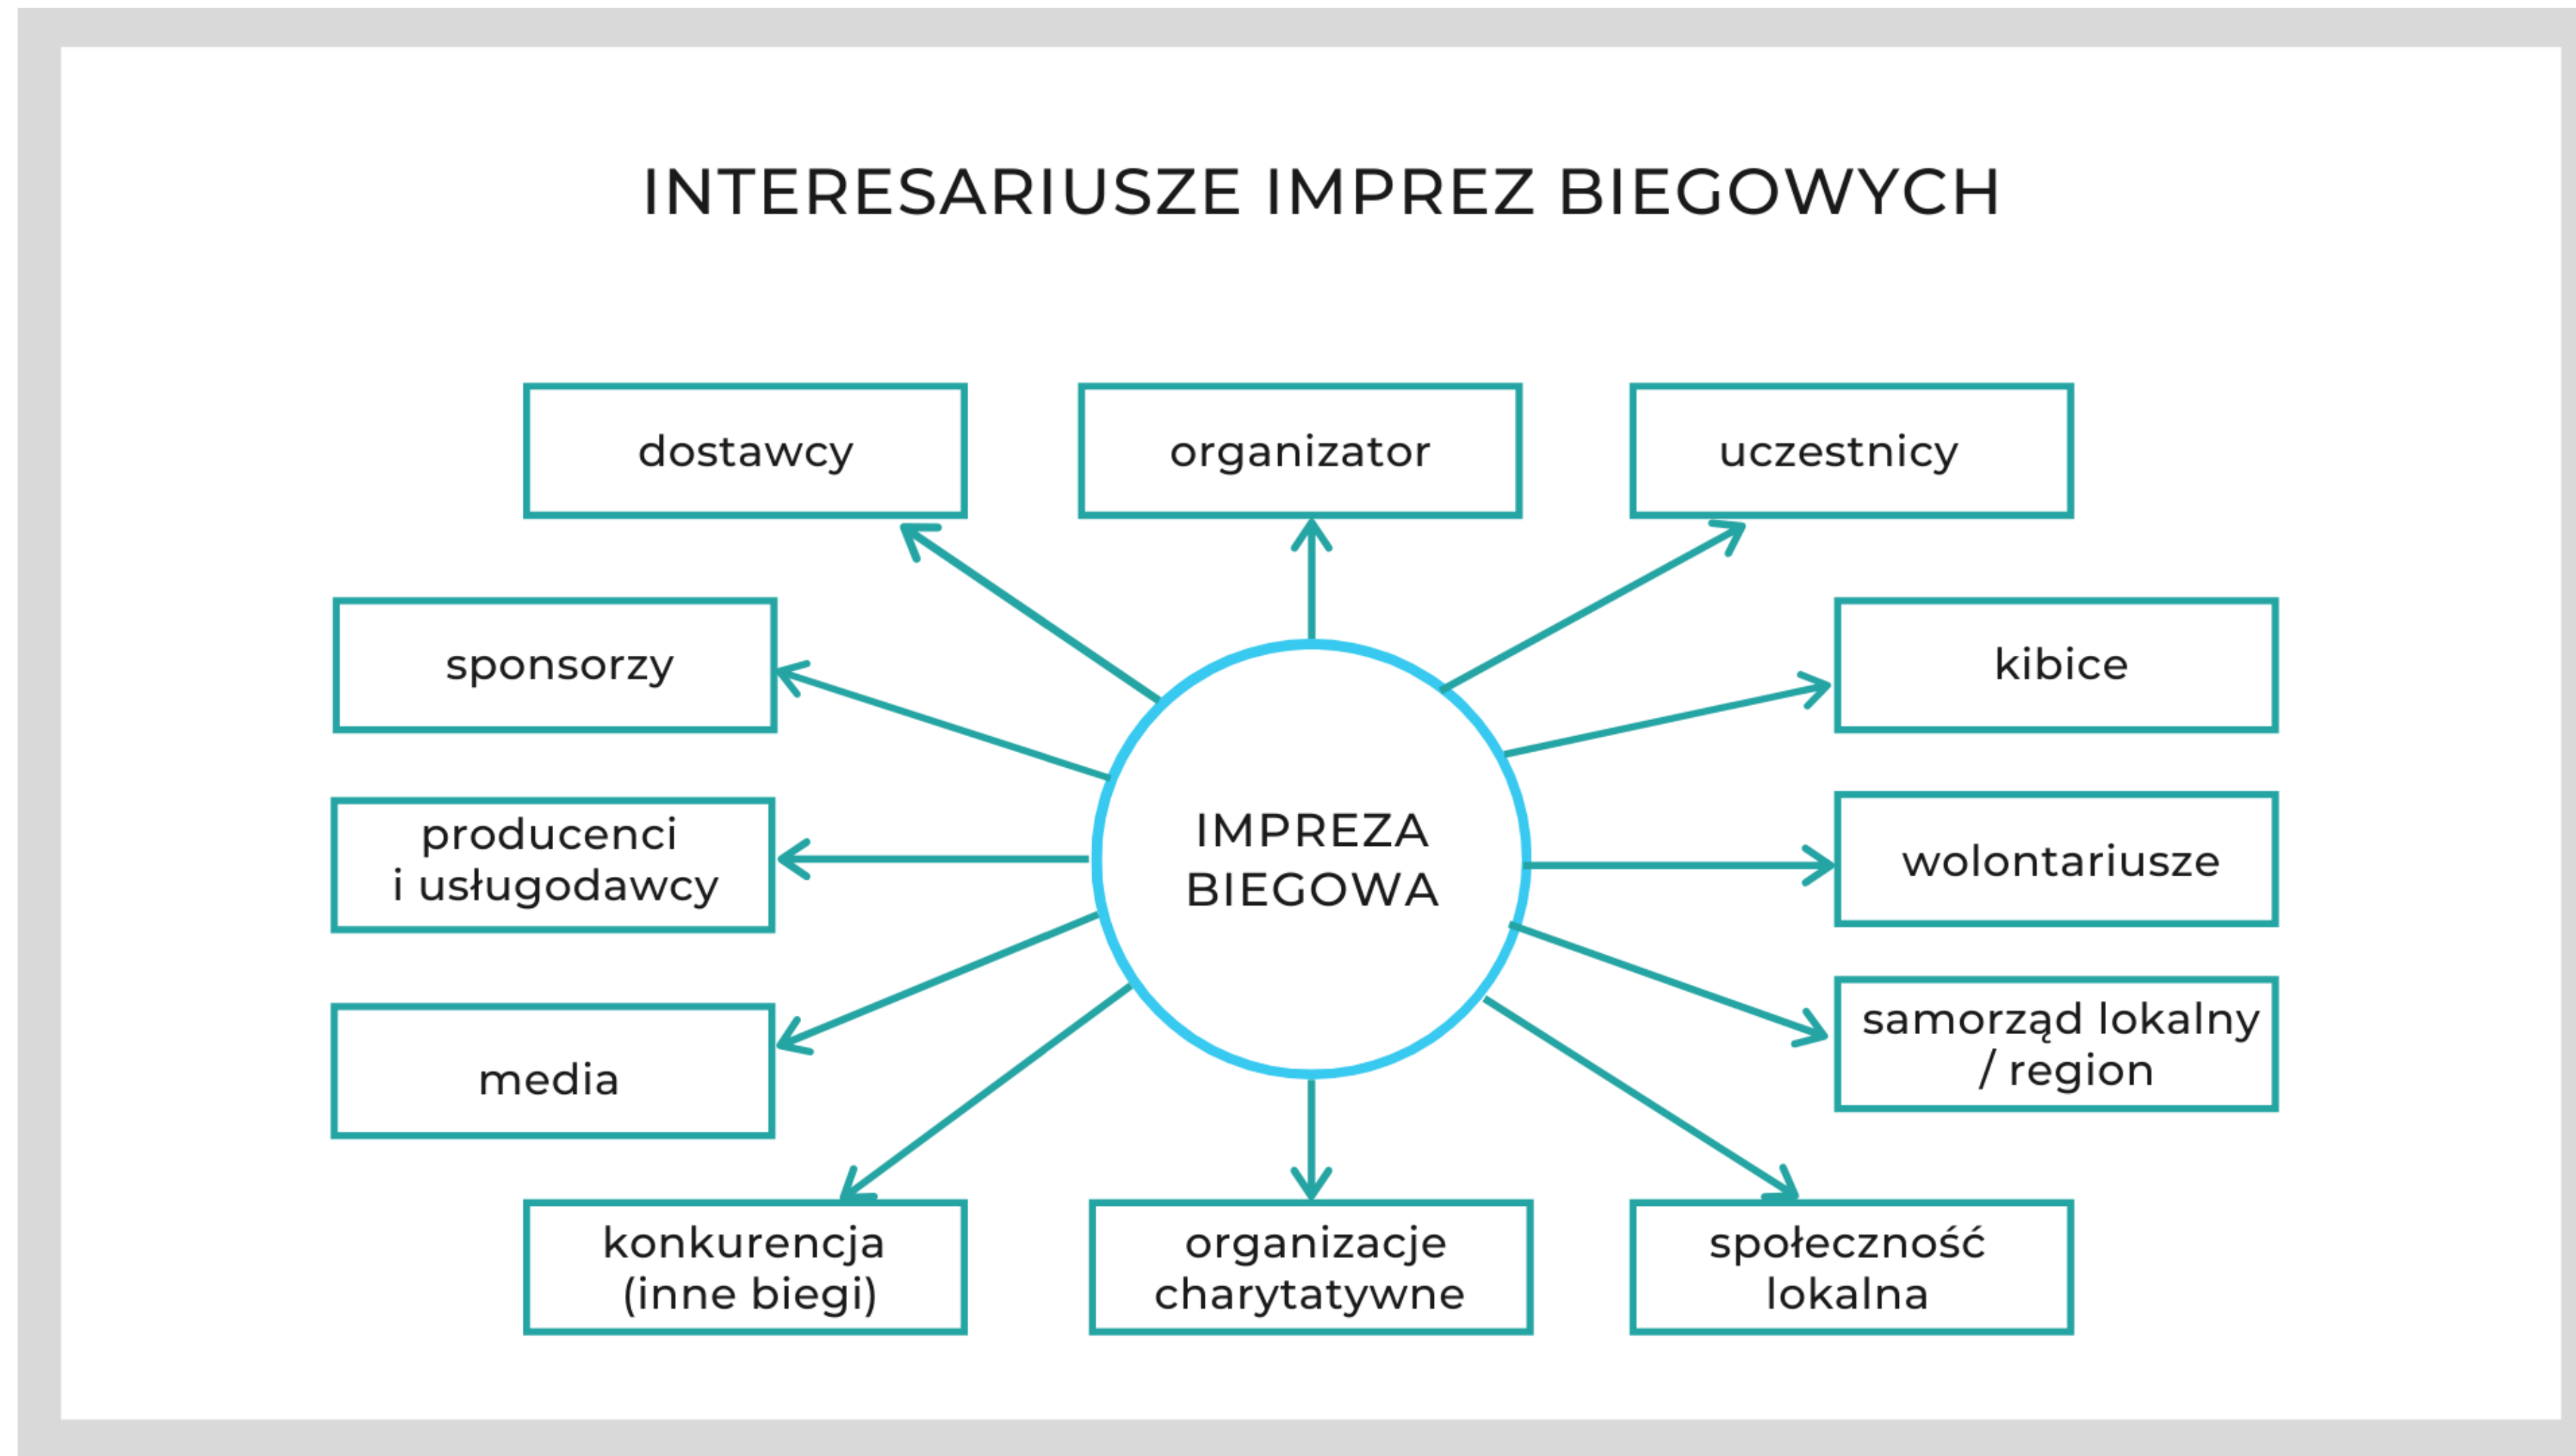 INTERESARIUSZE IMPREZ BIEGOWYCH
dostawcy
organizator
uczestnicy
sponsorzy
kibice
producenci
i usługodawcy
IMPREZA
BIEGOWA
wolontariusze
media
samorząd lokalny
/ region
konkurencja
(inne biegi)
organizacje
charytatywne
społeczność
lokalna